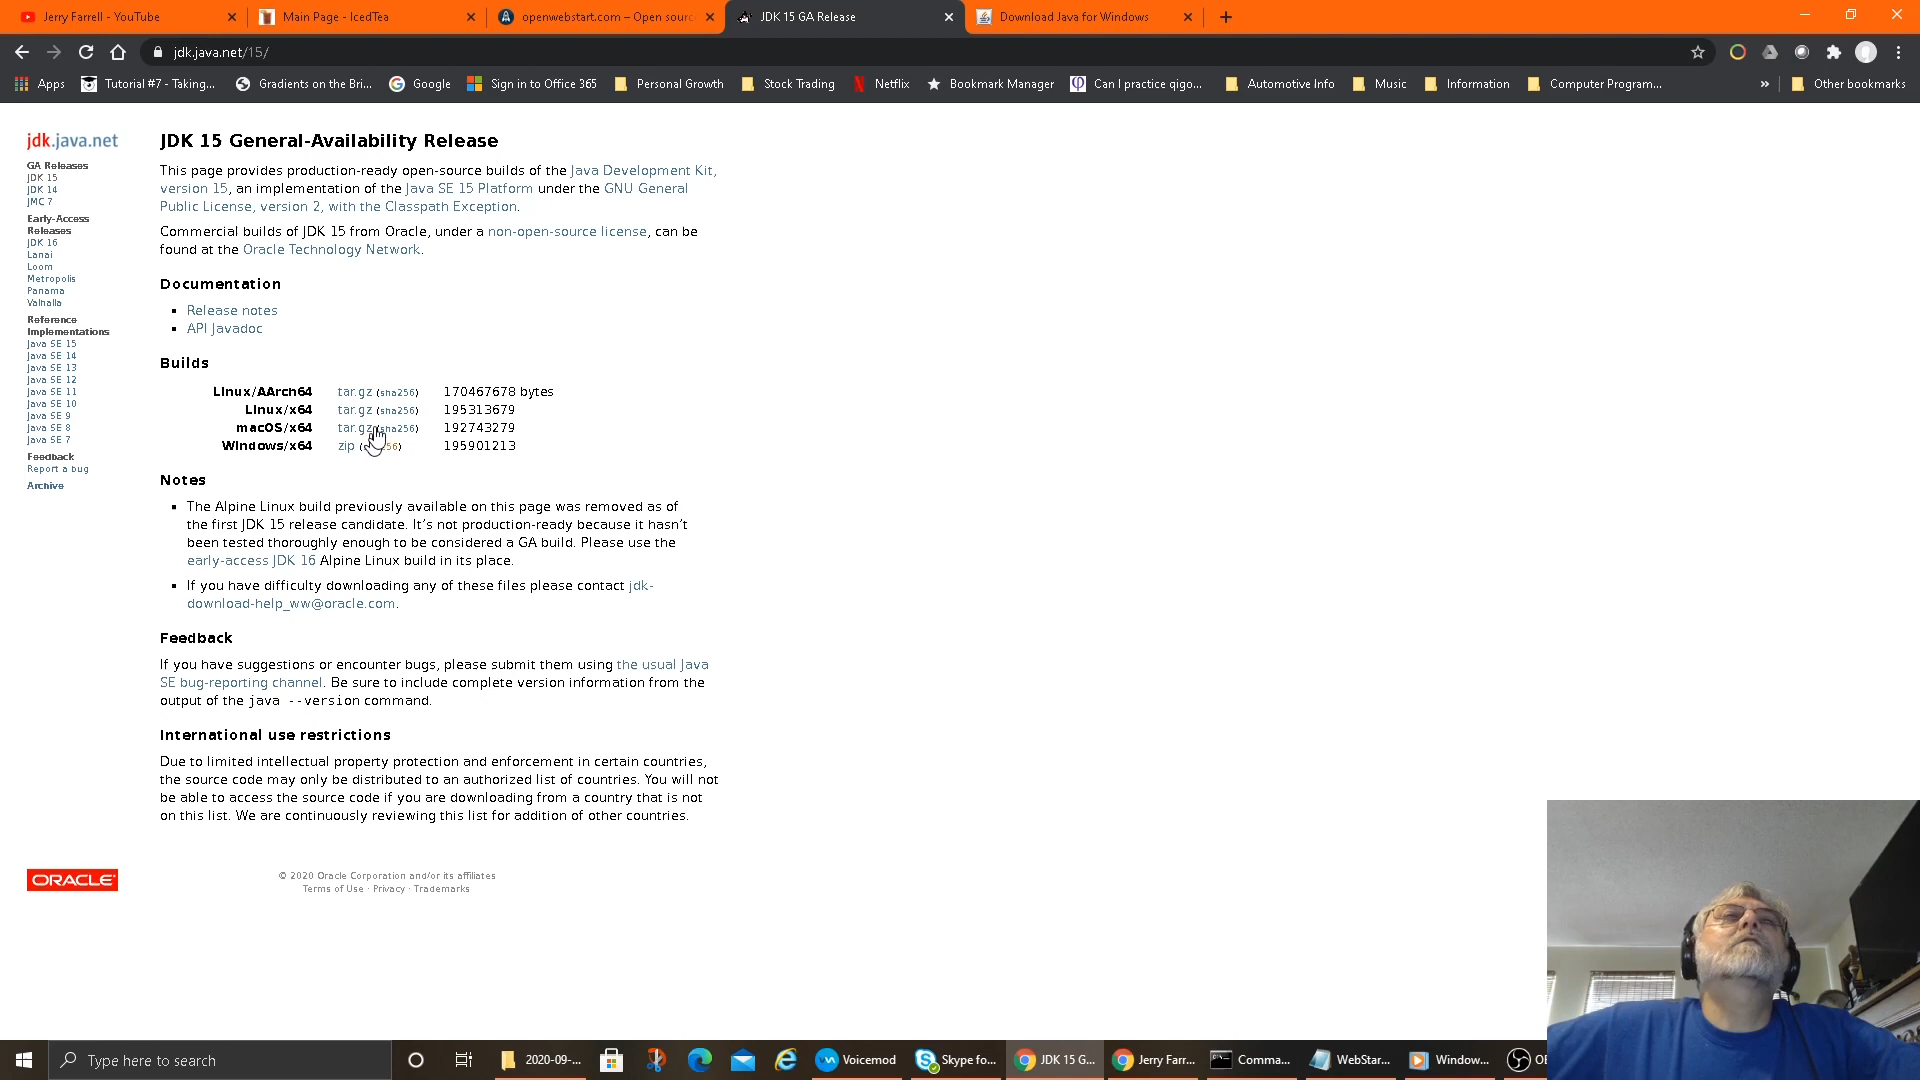 Jerry Farrell - YouTube
Main Page - IcedTea
openwebstart.com – Open sourc
JDK 15 GA Release
Download Java for Windows
jdk.java.net/15/
Apps
Tutorial #7 - Taking...
Gradients on the Bri...
Google
Sign in to Office 365
Personal Growth
Stock Trading
Netflix
Bookmark Manager
Can I practice qigo...
Automotive Info
Music
Information
Computer Program...
»
Other bookmarks
jdk.java.net
GA Releases
JDK 15
JDK 14
JMC 7
Early-Access
Releases
JDK 16
Lanai
Loom
Metropolis
Panama
Valhalla
Reference
Implementations
Java SE 15
Java SE 14
Java SE 13
Java SE 12
Java SE 11
Java SE 10
Java SE 9
Java SE 8
Java SE 7
Feedback
Report a bug
Archive
JDK 15 General-Availability Release
This page provides production-ready open-source builds of the Java Development Kit,
version 15, an implementation of the Java SE 15 Platform under the GNU General
Public License, version 2, with the Classpath Exception.
Commercial builds of JDK 15 from Oracle, under a non-open-source license, can be
found at the Oracle Technology Network.
Documentation
▪ Release notes
▪ API Javadoc
Builds
Linux/AArch64 tar.gz (sha256) 170467678 bytes
Linux/x64 tar.gz (sha256) 195313679
macOS/x64 tar.gz (sha256) 192743279
Windows/x64 zip 195901213
Notes
▪ The Alpine Linux build previously available on this page was removed as of
the first JDK 15 release candidate. It’s not production-ready because it hasn’t
been tested thoroughly enough to be considered a GA build. Please use the
early-access JDK 16 Alpine Linux build in its place.
▪ If you have difficulty downloading any of these files please contact jdk-
download-help_ww@oracle.com.
Feedback
If you have suggestions or encounter bugs, please submit them using the usual Java
SE bug-reporting channel. Be sure to include complete version information from the
output of the java --version command.
International use restrictions
Due to limited intellectual property protection and enforcement in certain countries,
the source code may only be distributed to an authorized list of countries. You will not
be able to access the source code if you are downloading from a country that is not
on this list. We are continuously reviewing this list for addition of other countries.
ORACLE
© 2020 Oracle Corporation and/or its affiliates
Terms of Use · Privacy · Trademarks
Type here to search
2020-09-...
Voicemod
Skype fo...
JDK 15 G...
Jerry Farr...
Comma...
WebStar...
Window...